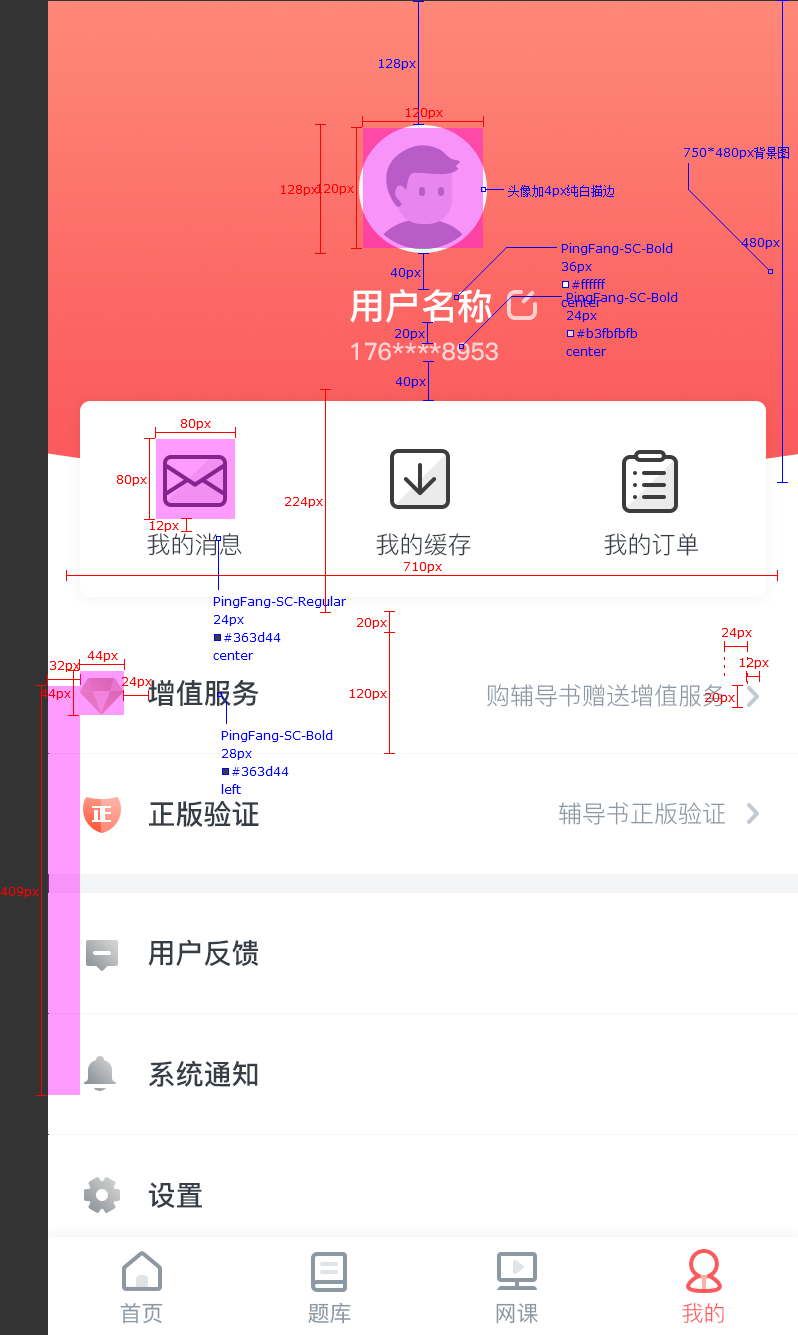 128px
120px
750*480px背景图
128px
120px
头像加4px纯白描边
480px
PingFang-SC-Bold
36px
#ffffff
center
40px
用户名称
PingFang-SC-Bold
24px
#b3fbfbfb
center
20px
176****8953
40px
80px
80px
224px
12px
我的消息
我的缓存
我的订单
710px
PingFang-SC-Regular
24px
#363d44
center
20px
24px
44px
32px
12px
24px
44px
增值服务
120px
购辅导书赠送增值服务
20px
PingFang-SC-Bold
28px
#363d44
left
正
正版验证
辅导书正版验证
409px
用户反馈
系统通知
设置
首页
题库
网课
我的